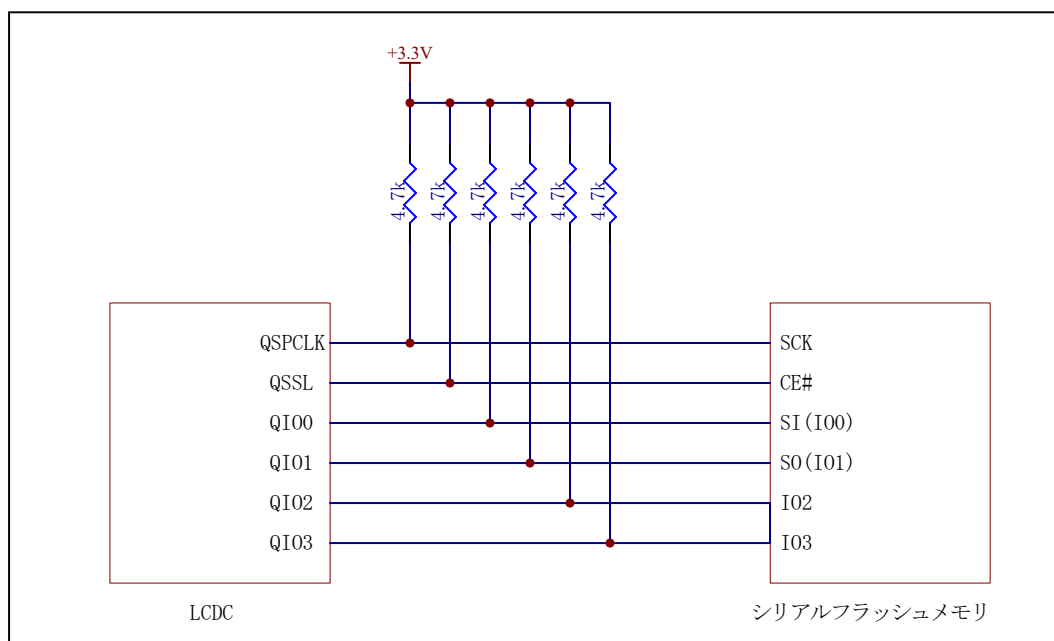 +3.3V
4.7k
4.7k
4.7k
4.7k
4.7k
4.7k
QSPCLK
SCK
QSSL
CE#
QIO0
SI(IO0)
QIO1
SO(IO1)
QIO2
IO2
QIO3
IO3
LCDC
シリアルフラッシュメモリ